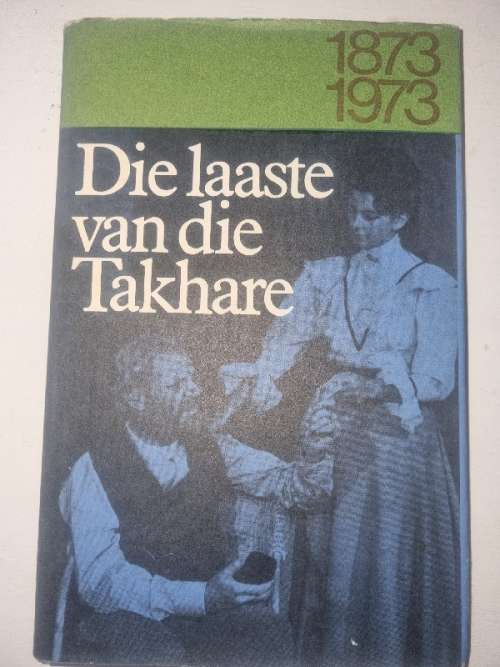 1873
1973
Die laaste
van die
Takhare